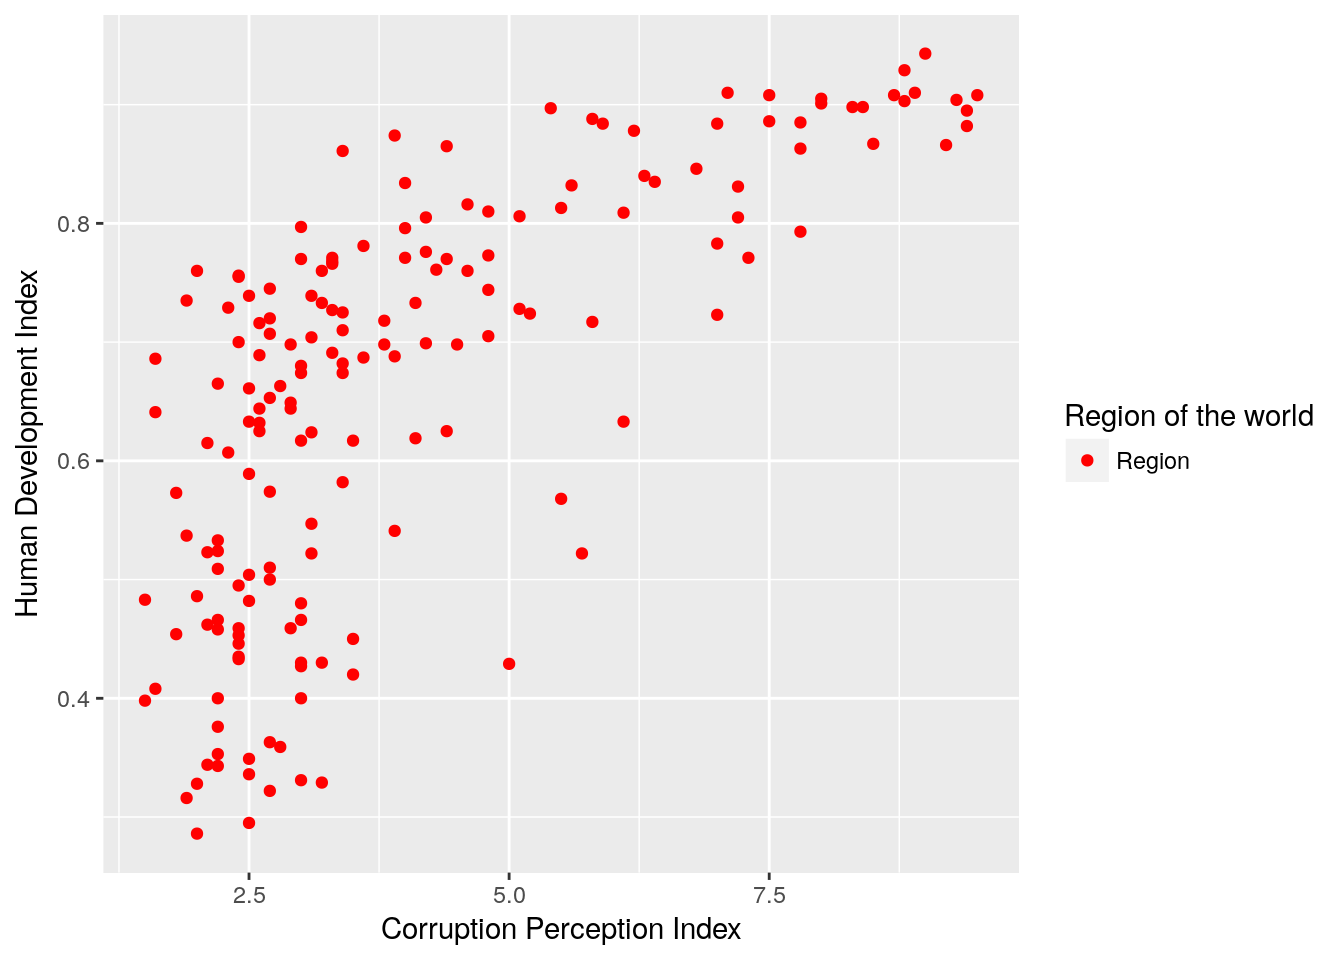 Human Development Index
0.8
0.6
0.4
2.5
5.0
7.5
Corruption Perception Index
Region of the world
Region